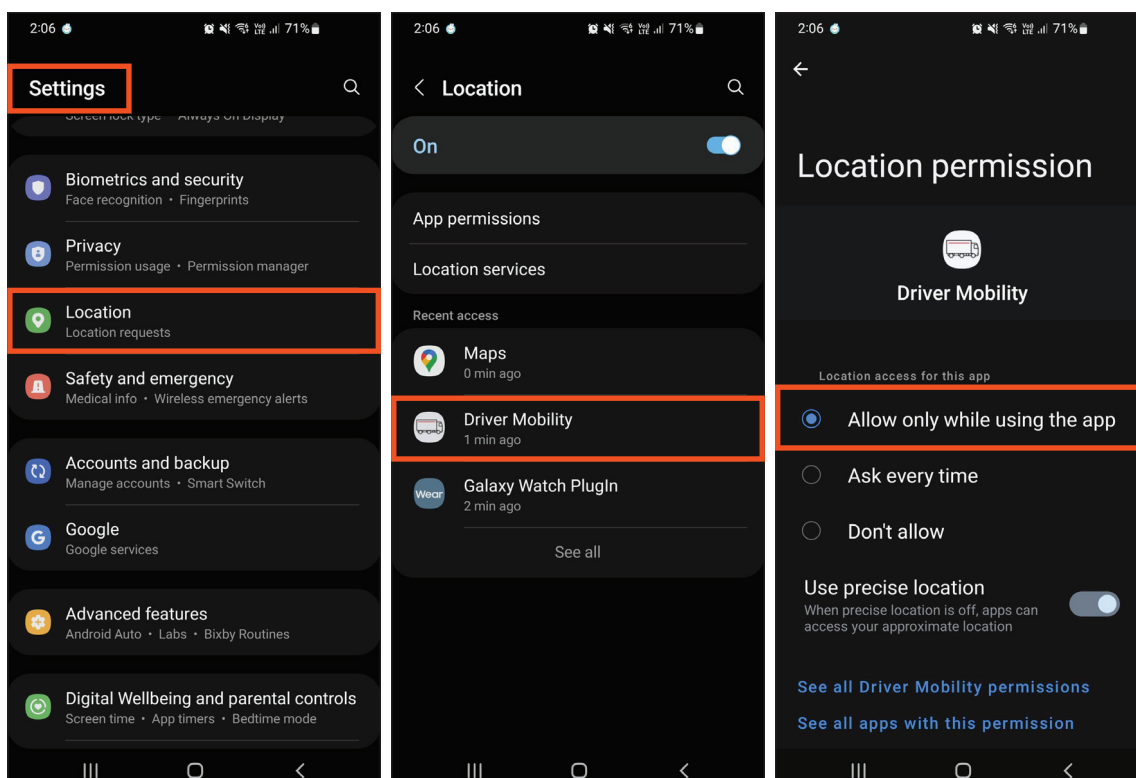 2:06
71%
Settings
Screen lock type • Always On Display
Biometrics and security
Face recognition • Fingerprints
Privacy
Permission usage • Permission manager
Location
Location requests
Safety and emergency
Medical info • Wireless emergency alerts
Accounts and backup
Manage accounts • Smart Switch
Google
Google services
Advanced features
Android Auto • Labs • Bixby Routines
Digital Wellbeing and parental controls
Screen time • App timers • Bedtime mode
2:06
71%
Location
On
App permissions
Location services
Recent access
Maps
0 min ago
Driver Mobility
1 min ago
Wear
Galaxy Watch PlugIn
2 min ago
See all
2:06
71%
Location permission
Driver Mobility
Location access for this app
Allow only while using the app
Ask every time
Don't allow
Use precise location
When precise location is off, apps can
access your approximate location
See all Driver Mobility permissions
See all apps with this permission